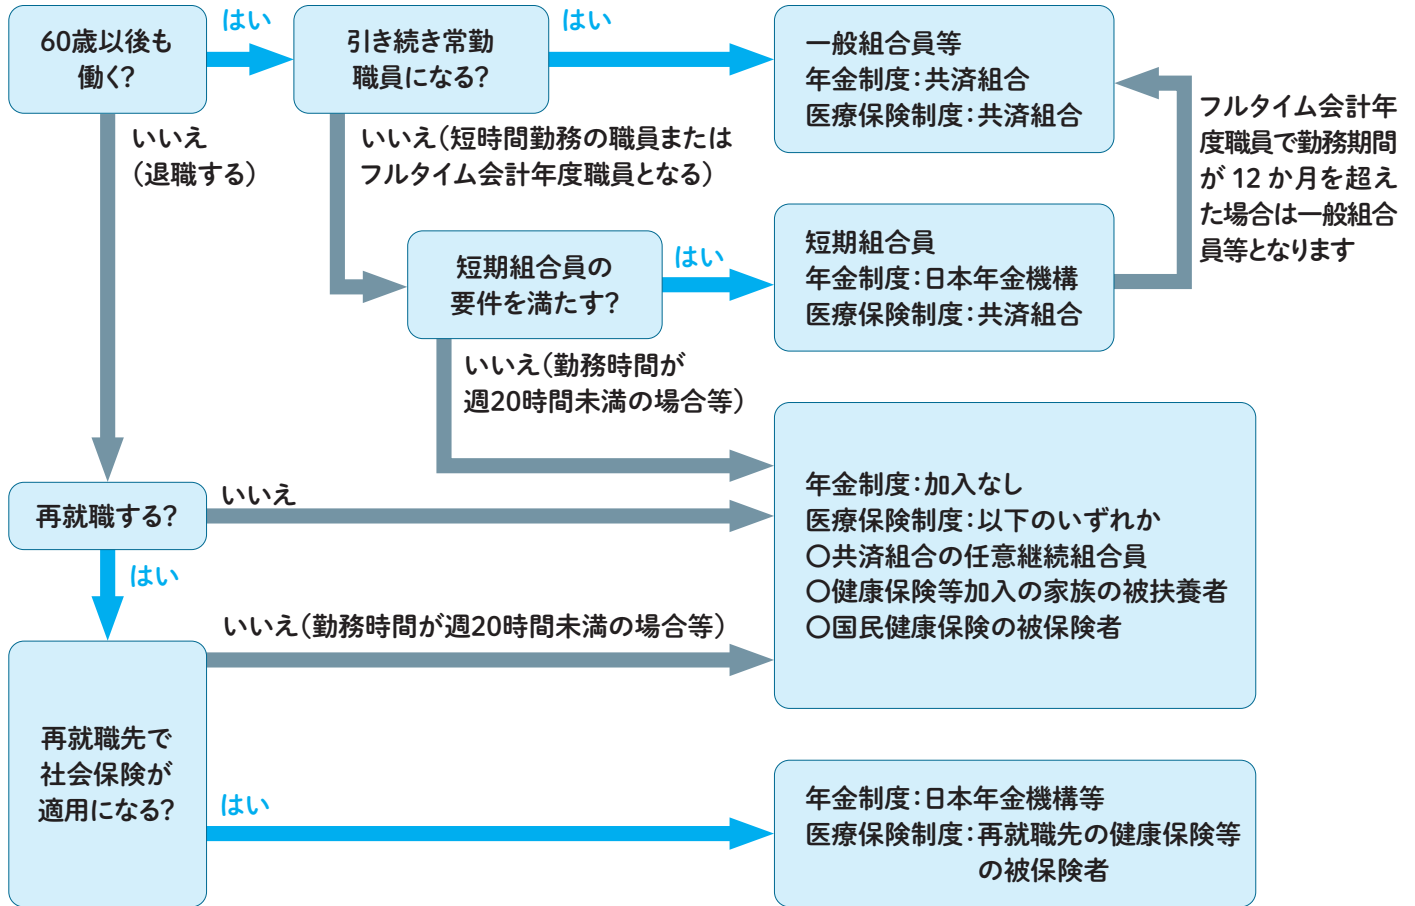 60歳以後も
働く?
はい
引き続き常勤
職員になる?
はい
一般組合員等
年金制度:共済組合
医療保険制度:共済組合
いいえ
(退職する)
いいえ(短時間勤務の職員または
フルタイム会計年度職員となる)
フルタイム会計年
度職員で勤務期間
が 12 か月を超え
た場合は一般組合
員等となります
短期組合員の
要件を満たす?
はい
短期組合員
年金制度:日本年金機構
医療保険制度:共済組合
いいえ(勤務時間が
週20時間未満の場合等)
再就職する?
いいえ
年金制度:加入なし
医療保険制度:以下のいずれか
○共済組合の任意継続組合員
○健康保険等加入の家族の被扶養者
○国民健康保険の被保険者
はい
いいえ(勤務時間が週20時間未満の場合等)
再就職先で
社会保険が
適用になる?
はい
年金制度:日本年金機構等
医療保険制度:再就職先の健康保険等
の被保険者